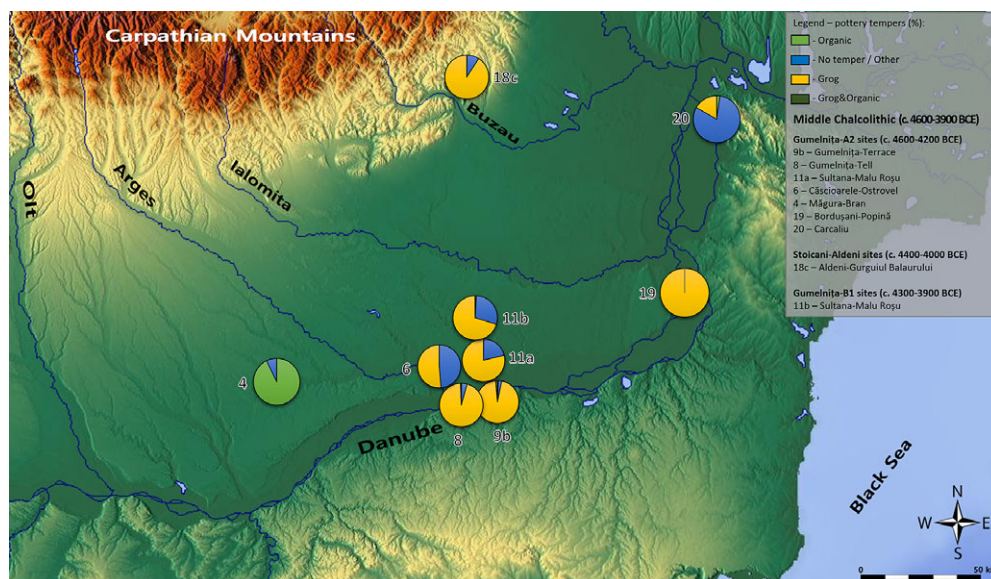 Carpathian Mountains
18c
Buzau
20
Olt
Arges
Ialomita
19
11b
11a
6
4
8
9b
Danube
Black Sea
N
W E
S
0 50 k
Legend – pottery tempers (%):
- Organic
- No temper / Other
- Grog
- Grog&Organic
Middle Chalcolithic (c. 4600-3900 BCE)
Gumelnița-A2 sites (c. 4600-4200 BCE)
9b – Gumelnița-Terrace
8 – Gumelnița-Tell
11a – Sultana-Malu Roșu
6 – Căscioarele-Ostrovel
4 – Măgura-Bran
19 – Bordușani-Popină
20 – Carcaliu
Stoicani-Aldeni sites (c. 4400-4000 BCE)
18c – Aldeni-Gurguiul Balaurului
Gumelnița-B1 sites (c. 4300-3900 BCE)
11b – Sultana-Malu Roșu